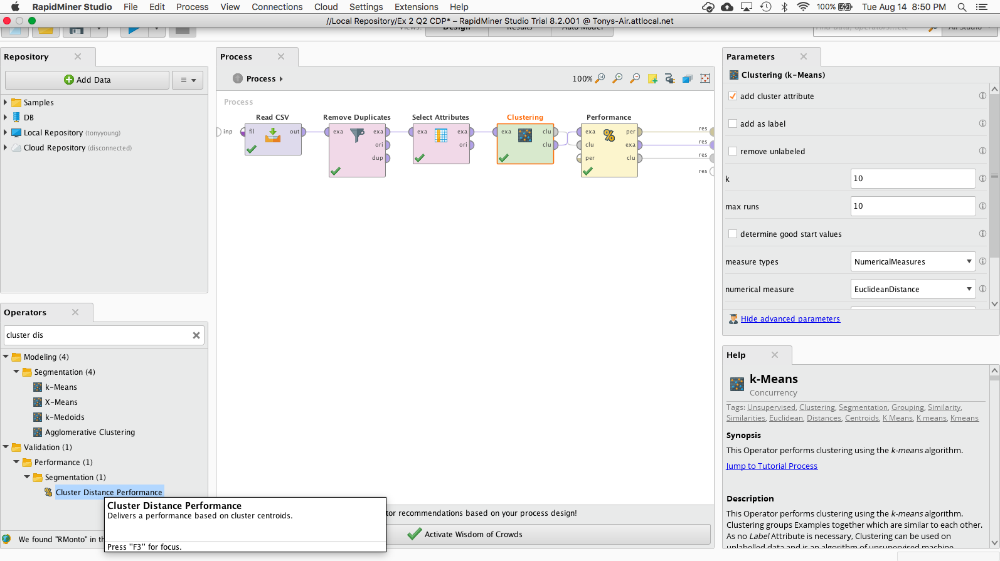 RapidMiner Studio File Edit Process View Connections Cloud Settings Extensions Help 100% Tue Aug 14 8:50 PM
//Local Repository/Ex 2 Q2 CDP* – RapidMiner Studio Trial 8.2.001 @ Tonys-Air.attlocal.net
Repository
Add Data
Samples
DB
Local Repository (tonyyoung)
Cloud Repository (disconnected)
Operators
cluster dis
Modeling (4)
Segmentation (4)
k-Means
X-Means
k-Medoids
Agglomerative Clustering
Validation (1)
Performance (1)
Segmentation (1)
Cluster Distance Performance
Cluster Distance Performance
Delivers a performance based on cluster centroids.
Press "F3" for focus.
We found "RMonto" in th
Process
Process
100%
Process
Read CSV Remove Duplicates Select Attributes Clustering Performance
inp fil out exa exa exa exa exa clu exa per res
ori ori clu clu exa res
dup per clu res
res
tor recommendations based on your process design!
Activate Wisdom of Crowds
Parameters
Clustering (k-Means)
add cluster attribute
add as label
remove unlabeled
k 10
max runs 10
determine good start values
measure types NumericalMeasures
numerical measure EuclideanDistance
Hide advanced parameters
Help
k-Means
Concurrency
Tags: Unsupervised, Clustering, Segmentation, Grouping, Similarity,
Similarities, Euclidean, Distances, Centroids, K Means, K means, Kmeans
Synopsis
This Operator performs clustering using the k-means algorithm.
Jump to Tutorial Process
Description
This Operator performs clustering using the k-means algorithm.
Clustering groups Examples together which are similar to each other.
As no Label Attribute is necessary, Clustering can be used on
unlabelled data and is an algorithm of unsupervised machine